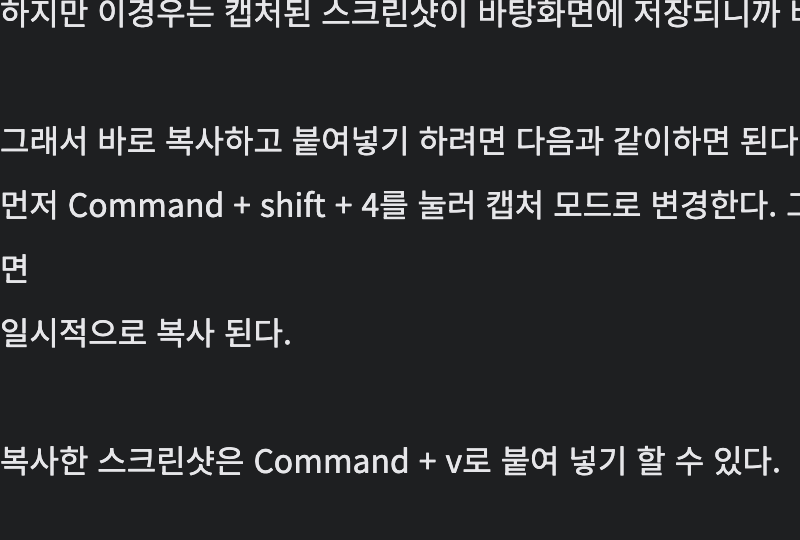 하지만 이경우는 캡처된 스크린샷이 바탕화면에 저장되니까
그래서 바로 복사하고 붙여넣기 하려면 다음과 같이하면 된다
먼저 Command + shift + 4를 눌러 캡처 모드로 변경한다. 그
면
일시적으로 복사 된다.
복사한 스크린샷은 Command + v로 붙여 넣기 할 수 있다.